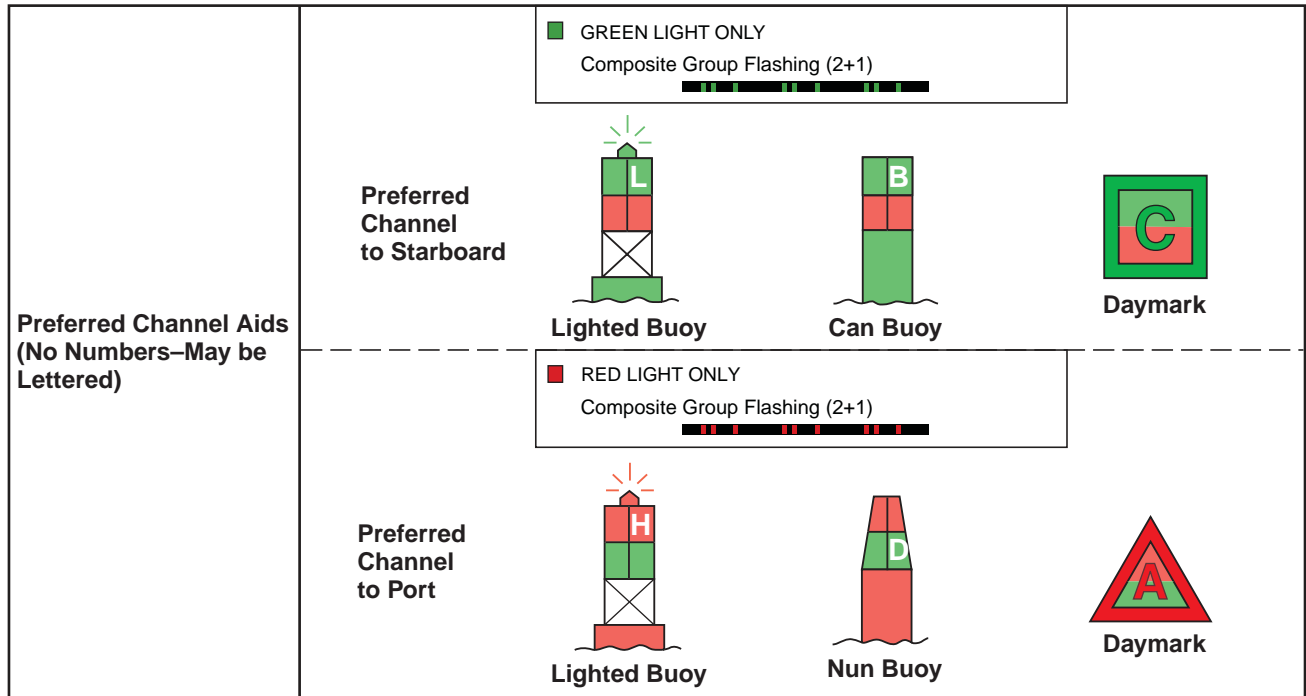 Preferred Channel Aids
(No Numbers–May be
Lettered)
GREEN LIGHT ONLY
Composite Group Flashing (2+1)
Preferred
Channel
to Starboard
L
Lighted Buoy
B
Can Buoy
C
Daymark
RED LIGHT ONLY
Composite Group Flashing (2+1)
Preferred
Channel
to Port
H
Lighted Buoy
D
Nun Buoy
A
Daymark